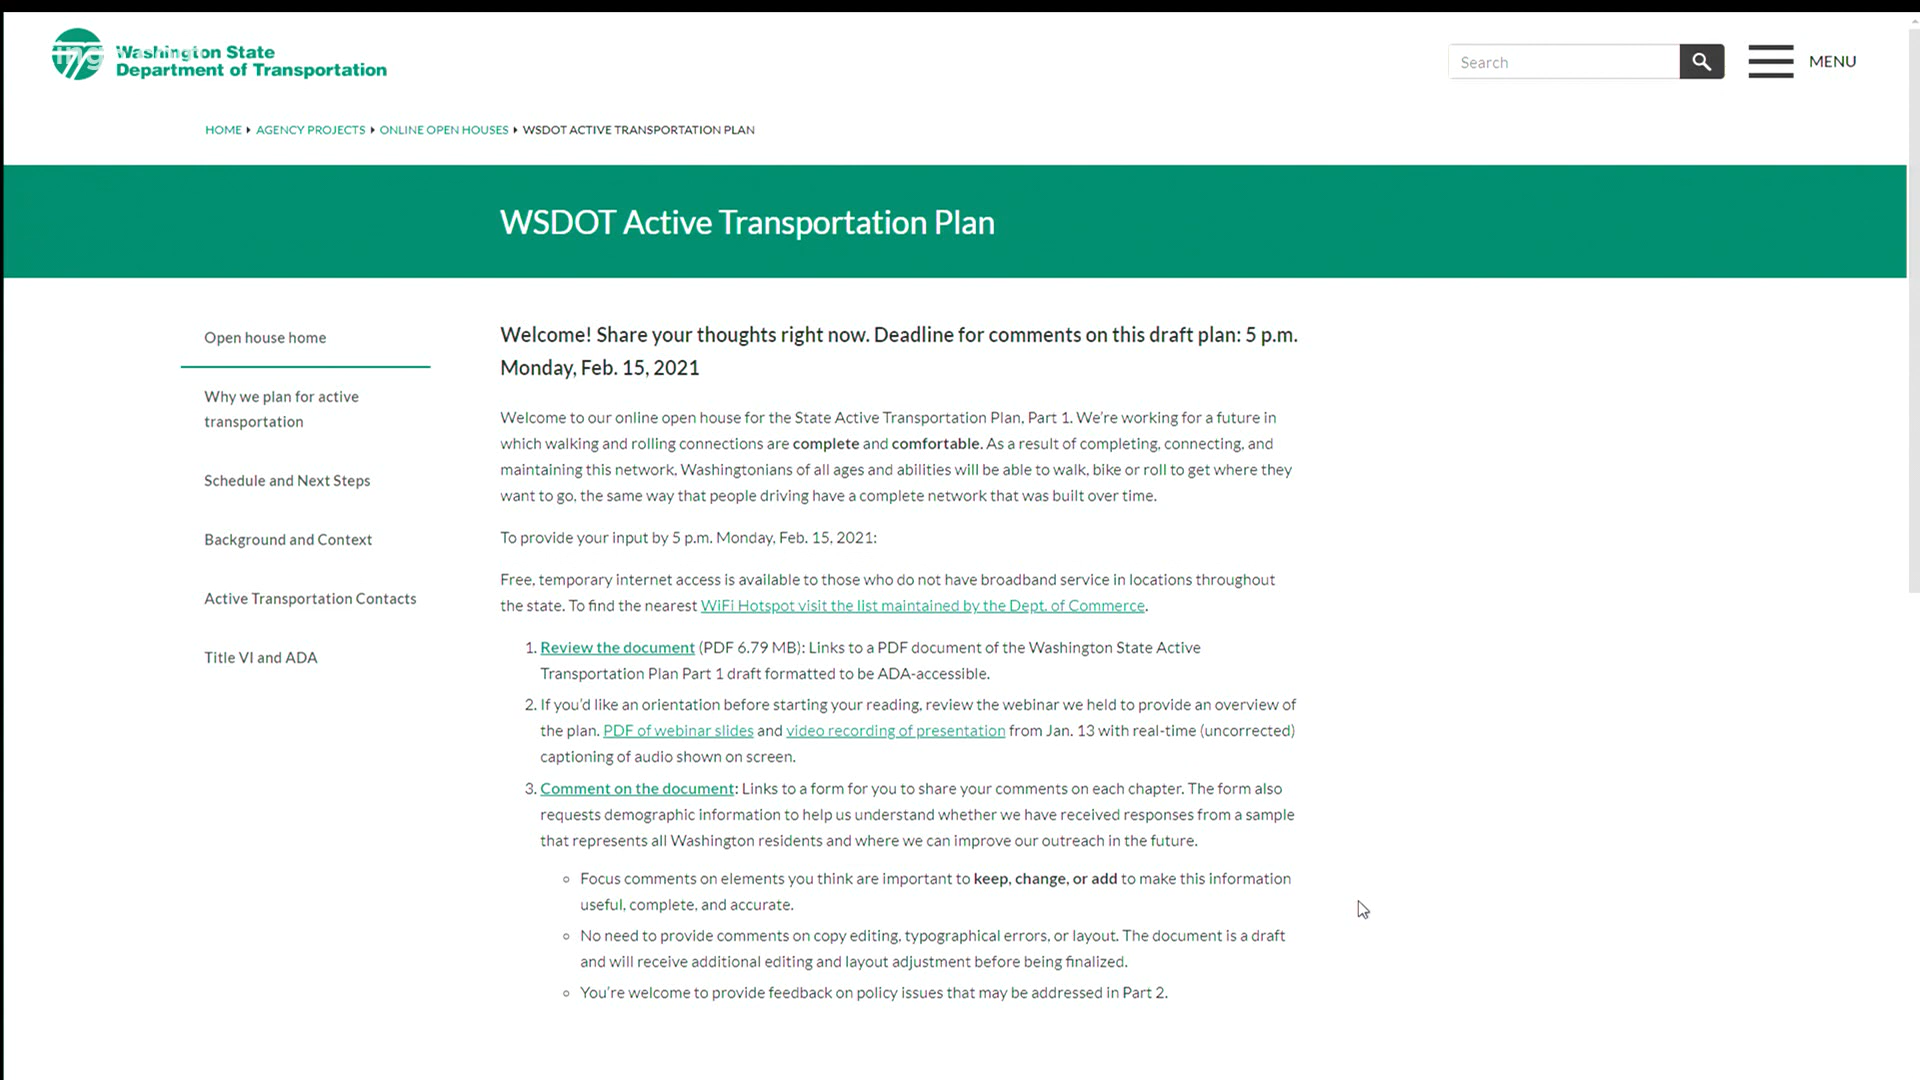 Washington State
Department of Transportation
Search
MENU
HOME AGENCY PROJECTS ONLINE OPEN HOUSES WSDOT ACTIVE TRANSPORTATION PLAN
WSDOT Active Transportation Plan
Open house home
Why we plan for active
transportation
Schedule and Next Steps
Background and Context
Active Transportation Contacts
Title VI and ADA
Welcome! Share your thoughts right now. Deadline for comments on this draft plan: 5 p.m.
Monday, Feb. 15, 2021
Welcome to our online open house for the State Active Transportation Plan, Part 1. We're working for a future in
which walking and rolling connections are complete and comfortable. As a result of completing, connecting, and
maintaining this network, Washingtonians of all ages and abilities will be able to walk, bike or roll to get where they
want to go, the same way that people driving have a complete network that was built over time.
To provide your input by 5 p.m. Monday, Feb. 15, 2021:
Free, temporary internet access is available to those who do not have broadband service in locations throughout
the state. To find the nearest WiFi Hotspot visit the list maintained by the Dept. of Commerce.
1. Review the document (PDF 6.79 MB): Links to a PDF document of the Washington State Active
Transportation Plan Part 1 draft formatted to be ADA-accessible.
2. If you'd like an orientation before starting your reading, review the webinar we held to provide an overview of
the plan. PDF of webinar slides and video recording of presentation from Jan. 13 with real-time (uncorrected)
captioning of audio shown on screen.
3. Comment on the document: Links to a form for you to share your comments on each chapter. The form also
requests demographic information to help us understand whether we have received responses from a sample
that represents all Washington residents and where we can improve our outreach in the future.
Focus comments on elements you think are important to keep, change, or add to make this information
useful, complete, and accurate.
No need to provide comments on copy editing, typographical errors, or layout. The document is a draft
and will receive additional editing and layout adjustment before being finalized.
You're welcome to provide feedback on policy issues that may be addressed in Part 2.